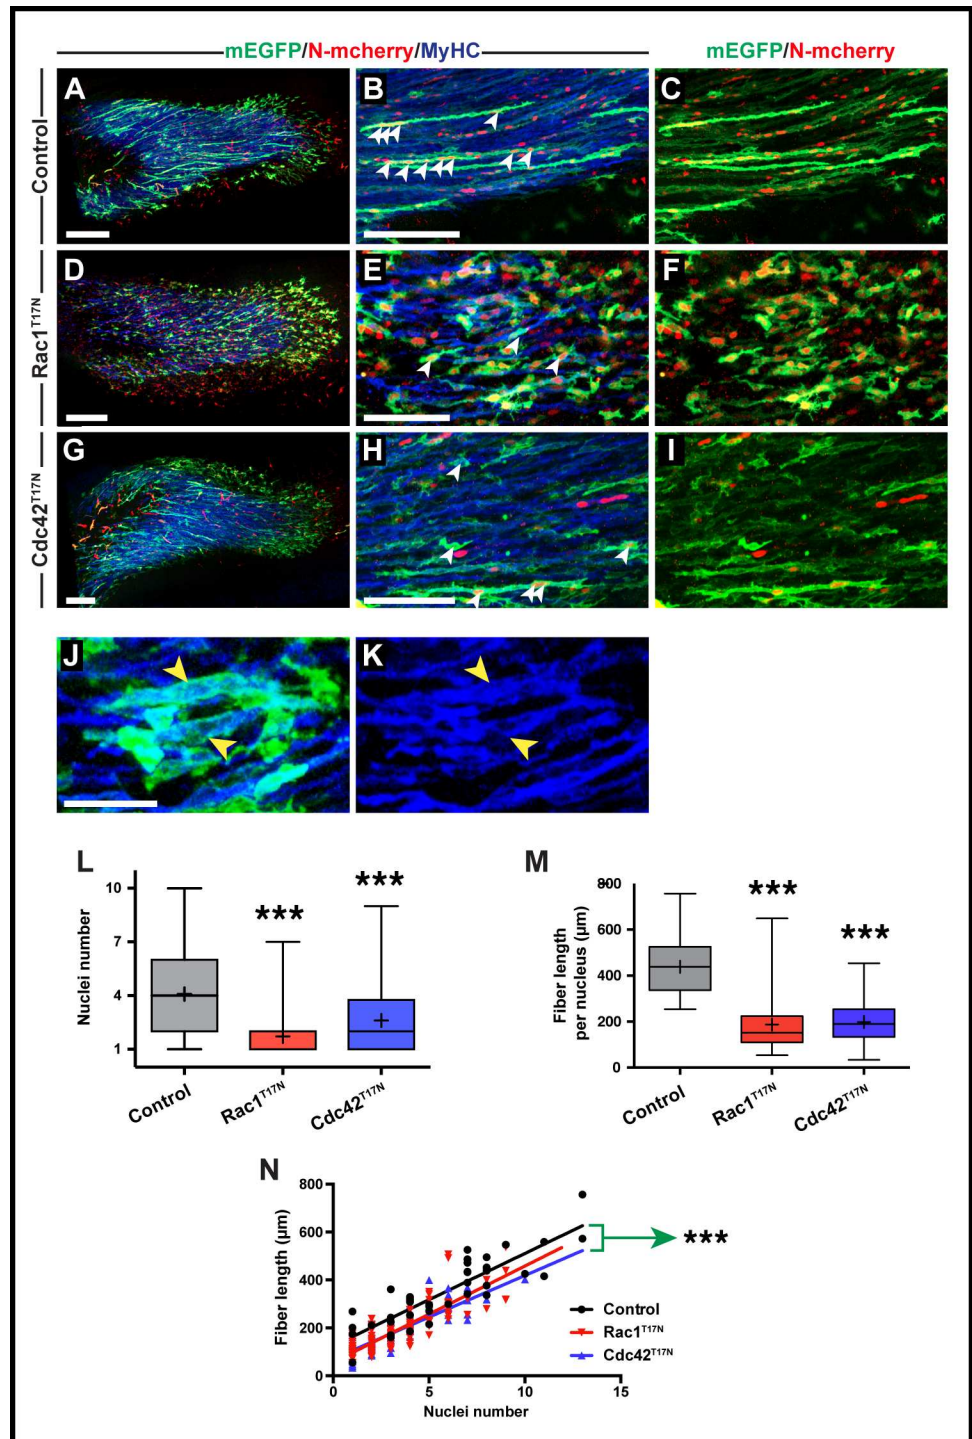 mEGFP/N-mcherry/MyHC
mEGFP/N-mcherry
Control
A
B
C
Rac1T17N
D
E
F
Cdc42T17N
G
H
I
J
K
L
Nuclei number
10
7
4
1
***
***
Control
Rac1T17N
Cdc42T17N
M
Fiber length
per nucleus (µm)
800
600
400
200
0
***
***
Control
Rac1T17N
Cdc42T17N
N
Fiber length (µm)
800
600
400
200
0
***
Control
Rac1T17N
Cdc42T17N
0
5
10
15
Nuclei number